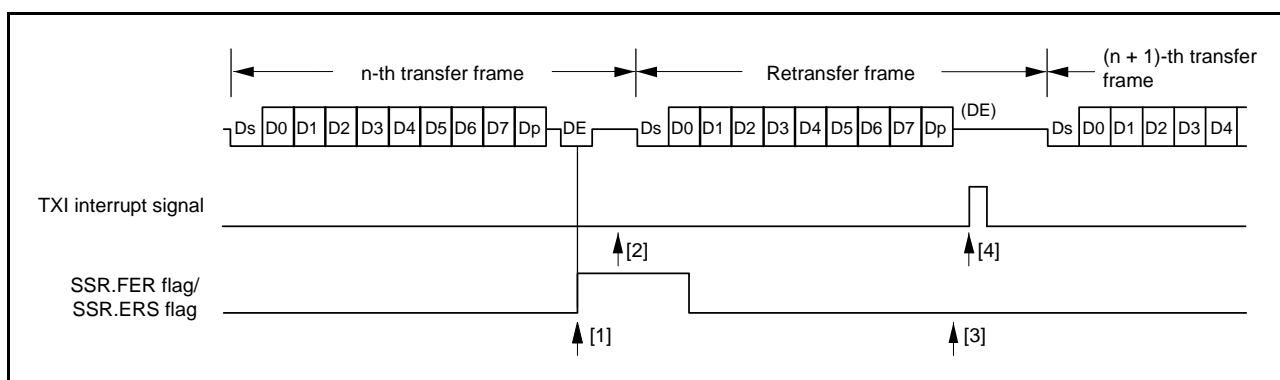 n-th transfer frame
Retransfer frame
(n + 1)-th transfer
frame
Ds D0 D1 D2 D3 D4 D5 D6 D7 Dp DE Ds D0 D1 D2 D3 D4 D5 D6 D7 Dp (DE) Ds D0 D1 D2 D3 D4
TXI interrupt signal
[2] [4]
SSR.FER flag/
SSR.ERS flag
[1] [3]